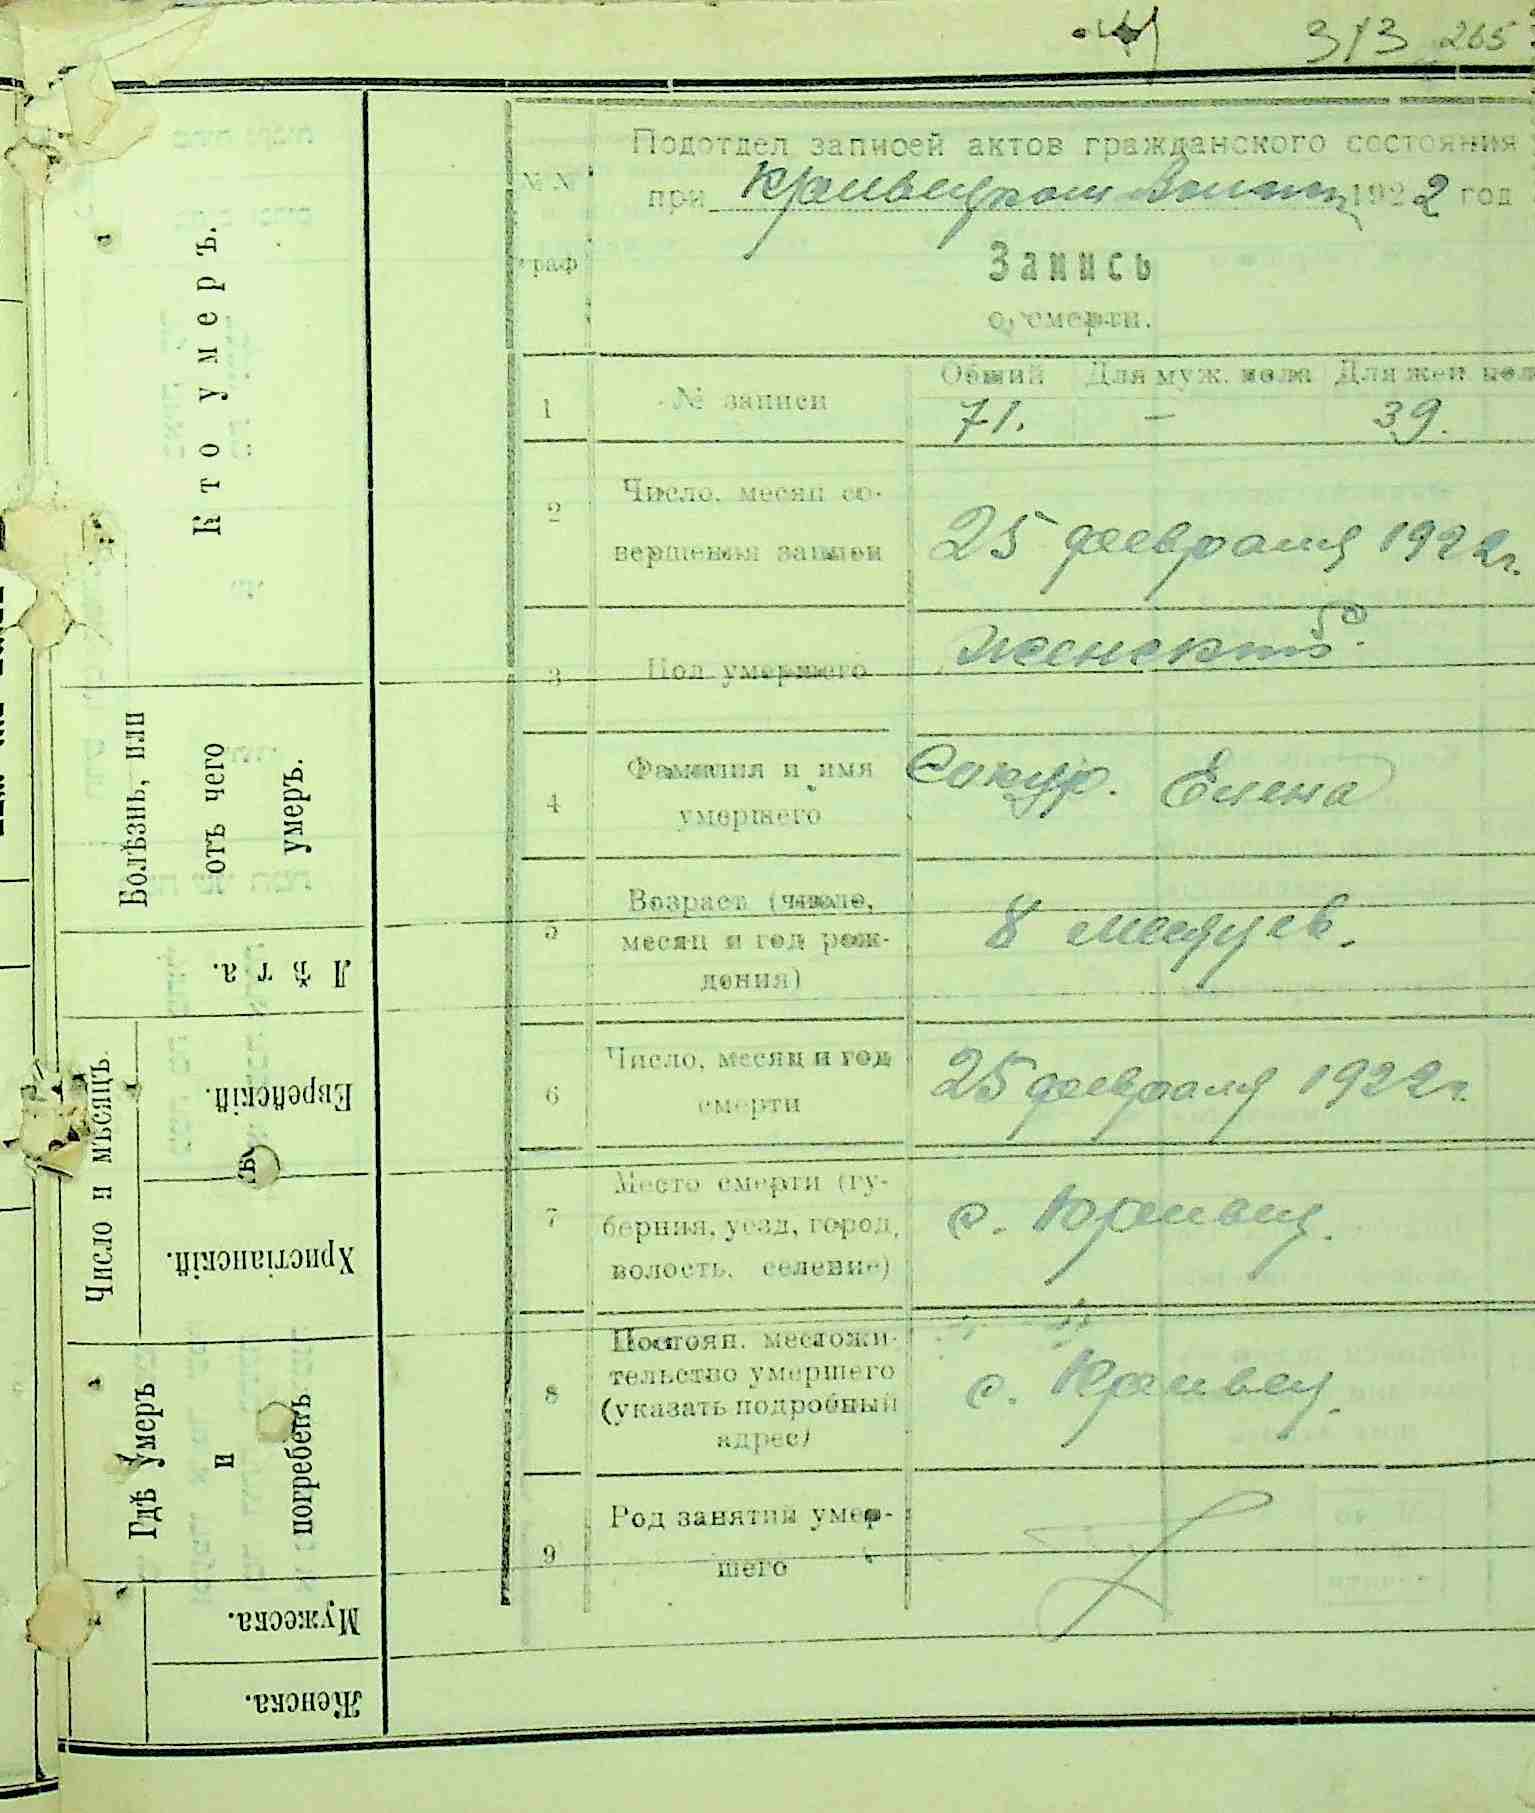 313 265
Подотдел записей актов гражданского состояния
при 1922 год
№ №
граф
Запись
о смерти.
Общий Для муж. пола Для жен. пол
1 № записи 71. — 39.
2 Число, месяц со-
вершения записи 25 февраля 1922 г.
3 Пол умершего женского.
4 Фамилия и имя
умершего Сокур. Елена
5 Возраст (число,
месяц и год рож-
дения) 8 месяцев.
6 Число, месяц и год
смерти 25 февраля 1922 г.
7 Место смерти (гу-
берния, уезд, город,
волость, селение) с.
8 Постоян. местожи-
тельство умершего
(указать подробный
адрес) с.
9 Род занятий умер-
шего
Кто умеръ.
Болѣзнь, или
отъ чего
умеръ.
Лѣта.
Число и мѣсяцъ.
Еврейскій.
Христіанскій.
Гдѣ умеръ
и
погребенъ
Мужеска.
Женска.